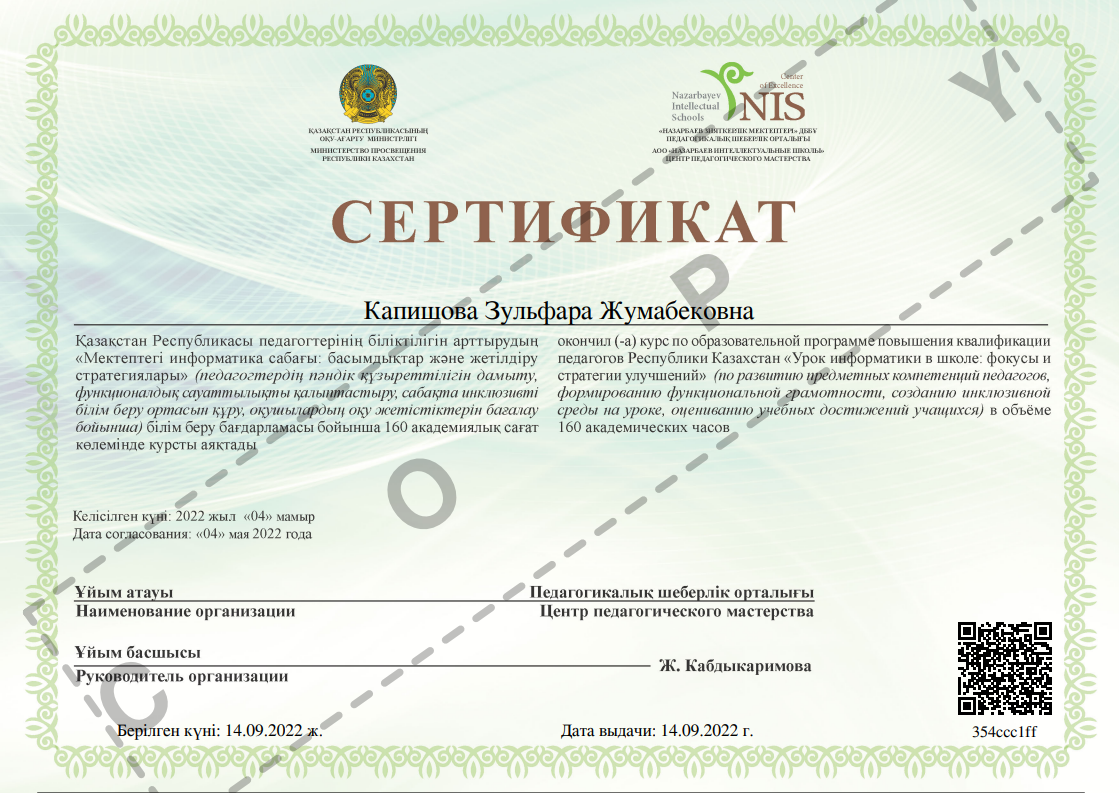 ҚАЗАҚСТАН РЕСПУБЛИКАСЫНЫҢ
ОҚУ-АҒАРТУ МИНИСТРЛІГІ
МИНИСТЕРСТВО ПРОСВЕЩЕНИЯ
РЕСПУБЛИКИ КАЗАХСТАН
Center
of Excellence
Nazarbayev
Intellectual
Schools
NIS
«НАЗАРБАЕВ ЗИЯТКЕРЛІК МЕКТЕПТЕРІ» ДББҰ
ПЕДАГОГИКАЛЫҚ ШЕБЕРЛІК ОРТАЛЫҒЫ
АОО «НАЗАРБАЕВ ИНТЕЛЛЕКТУАЛЬНЫЕ ШКОЛЫ»
ЦЕНТР ПЕДАГОГИЧЕСКОГО МАСТЕРСТВА
СЕРТИФИКАТ
Капишова Зульфара Жумабековна
Қазақстан Республикасы педагогтерінің біліктілігін арттырудың
«Мектептегі информатика сабағы: басымдықтар және жетілдіру
стратегиялары» (педагогтердің пәндік құзыреттілігін дамыту,
функционалдық сауаттылықты қалыптастыру, сабақта инклюзивті
білім беру ортасын құру, оқушылардың оқу жетістіктерін бағалау
бойынша) білім беру бағдарламасы бойынша 160 академиялық сағат
көлемінде курсты аяқтады
окончил (-а) курс по образовательной программе повышения квалификации
педагогов Республики Казахстан «Урок информатики в школе: фокусы и
стратегии улучшений» (по развитию предметных компетенций педагогов,
формированию функциональной грамотности, созданию инклюзивной
среды на уроке, оцениванию учебных достижений учащихся) в объёме
160 академических часов
Келісілген күні: 2022 жыл «04» мамыр
Дата согласования: «04» мая 2022 года
Ұйым атауы
Наименование организации
Педагогикалық шеберлік орталығы
Центр педагогического мастерства
Ұйым басшысы
Руководитель организации
Ж. Кабдыкаримова
Берілген күні: 14.09.2022 ж.
Дата выдачи: 14.09.2022 г.
354ccc1ff
COPY